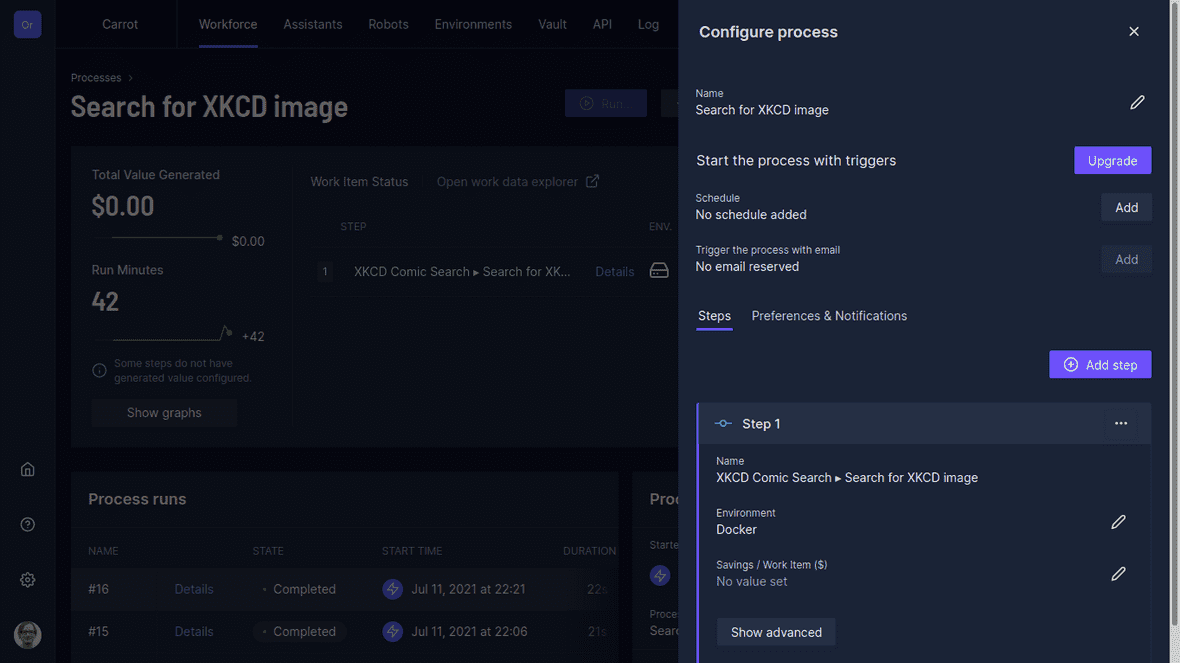 Or
Carrot
Workforce
Assistants
Robots
Environments
Vault
API
Log
Processes
Search for XKCD image
Run...
Total Value Generated
$0.00
$0.00
Run Minutes
42
+42
Some steps do not have
generated value configured.
Show graphs
Work Item Status
Open work data explorer
STEP
ENV.
1
XKCD Comic Search ▸ Search for XK...
Details
Process runs
NAME
STATE
START TIME
DURATION
#16
Details
Completed
Jul 11, 2021 at 22:21
22s
#15
Details
Completed
Jul 11, 2021 at 22:06
21s
Proc
Starte
Proce
Searc
Configure process
Name
Search for XKCD image
Start the process with triggers
Upgrade
Schedule
No schedule added
Add
Trigger the process with email
No email reserved
Add
Steps
Preferences & Notifications
Add step
Step 1
Name
XKCD Comic Search ▸ Search for XKCD image
Environment
Docker
Savings / Work Item ($)
No value set
Show advanced